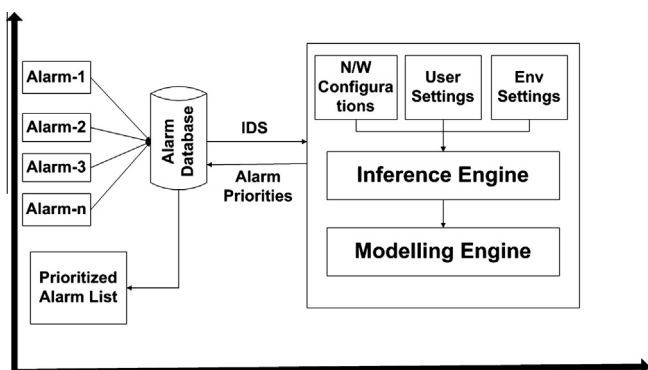 Alarm-1
Alarm-2
Alarm-3
Alarm-n
Alarm
Database
IDS
Alarm
Priorities
Prioritized
Alarm List
N/W
Configura
tions
User
Settings
Env
Settings
Inference Engine
Modelling Engine